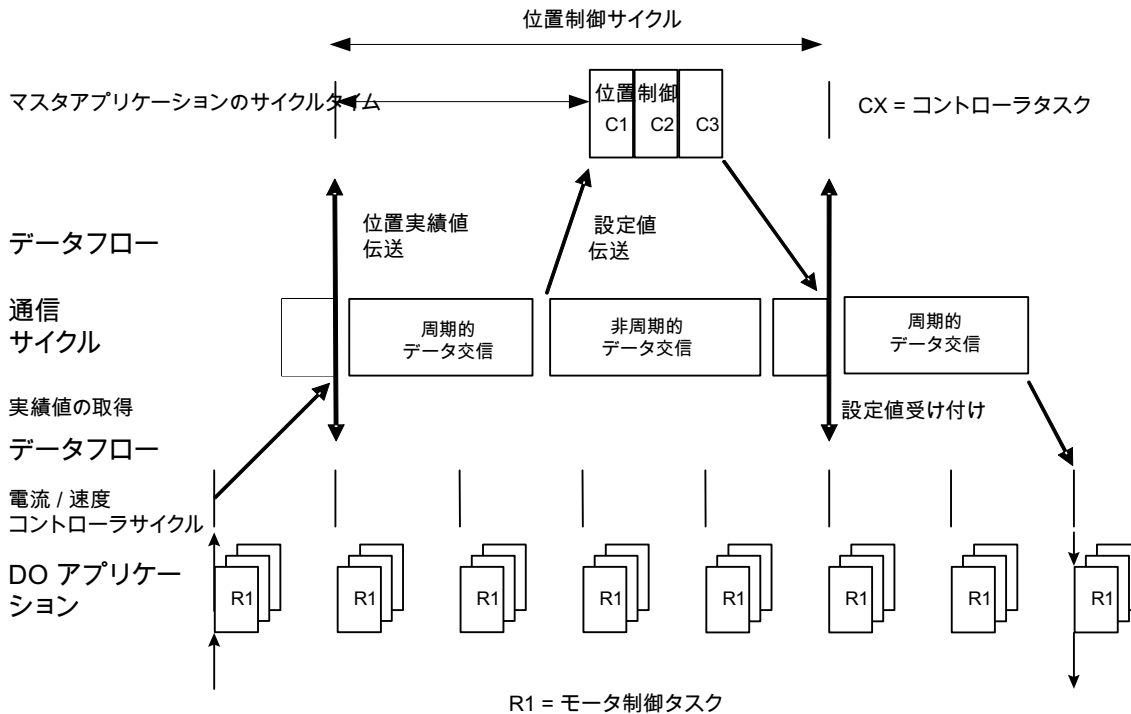 位置制御サイクル
マスタアプリケーションのサイクルタイム
位置制御
C1 C2 C3
CX = コントローラタスク
データフロー
位置実績値
伝送
設定値
伝送
通信
サイクル
周期的
データ交信
非周期的
データ交信
周期的
データ交信
実績値の取得
設定値受け付け
データフロー
電流 / 速度
コントローラサイクル
DO アプリケー
ション
R1 R1 R1 R1 R1 R1 R1 R1
R1 = モータ制御タスク